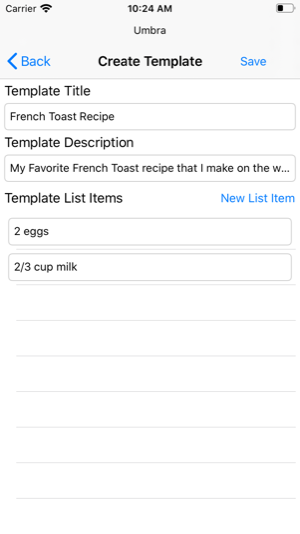 Carrier 10:24 AM
Umbra
Back Create Template Save
Template Title
French Toast Recipe
Template Description
My Favorite French Toast recipe that I make on the w...
Template List Items New List Item
2 eggs
2/3 cup milk